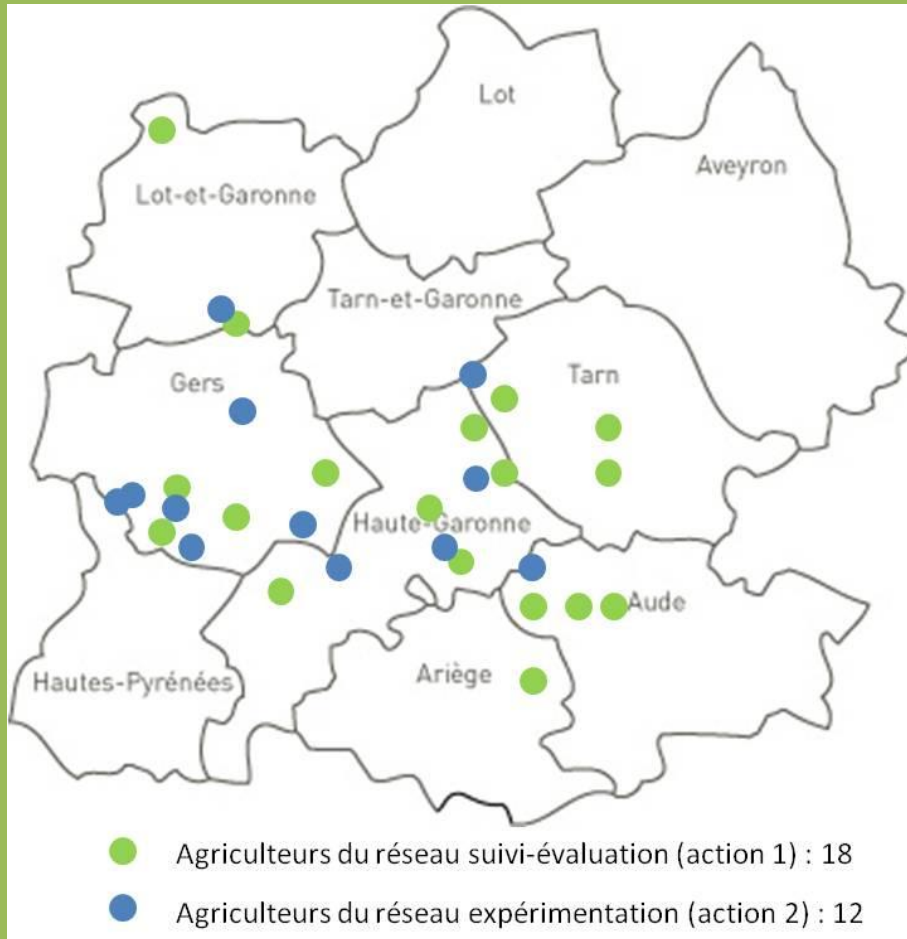 Lot
Aveyron
Lot-et-Garonne
Tarn-et-Garonne
Gers
Tarn
Haute-Garonne
Aude
Hautes-Pyrénées
Ariège
Agriculteurs du réseau suivi-évaluation (action 1) : 18
Agriculteurs du réseau expérimentation (action 2) : 12